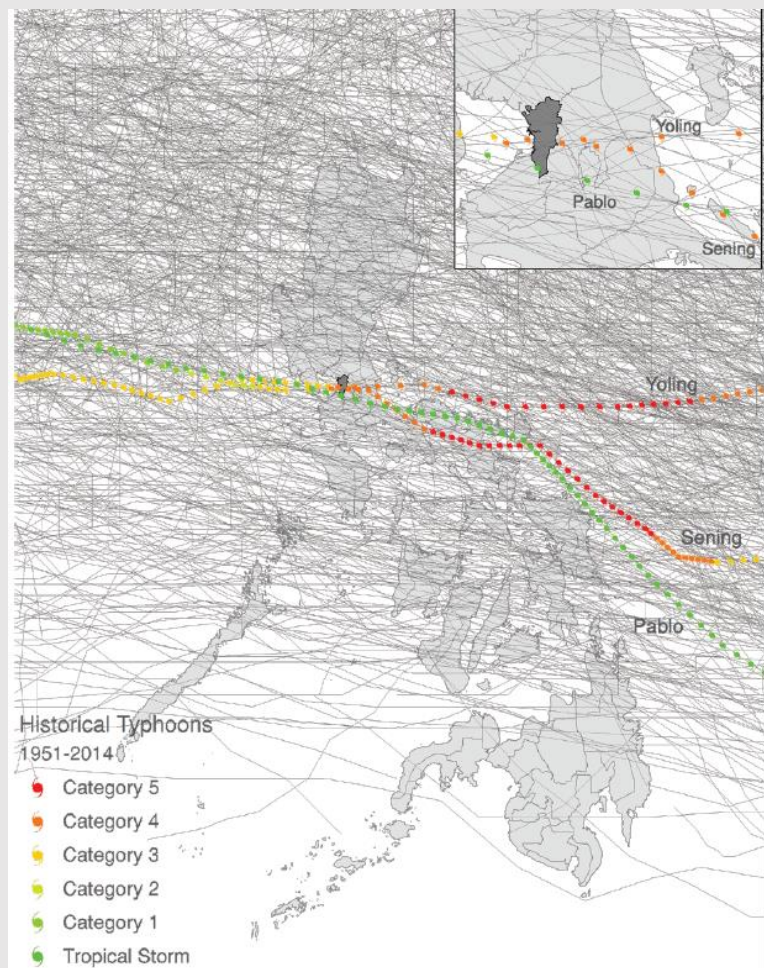 Yoling
Pablo
Sening
Yoling
Sening
Pablo
Historical Typhoons
1951-2014
Category 5
Category 4
Category 3
Category 2
Category 1
Tropical Storm